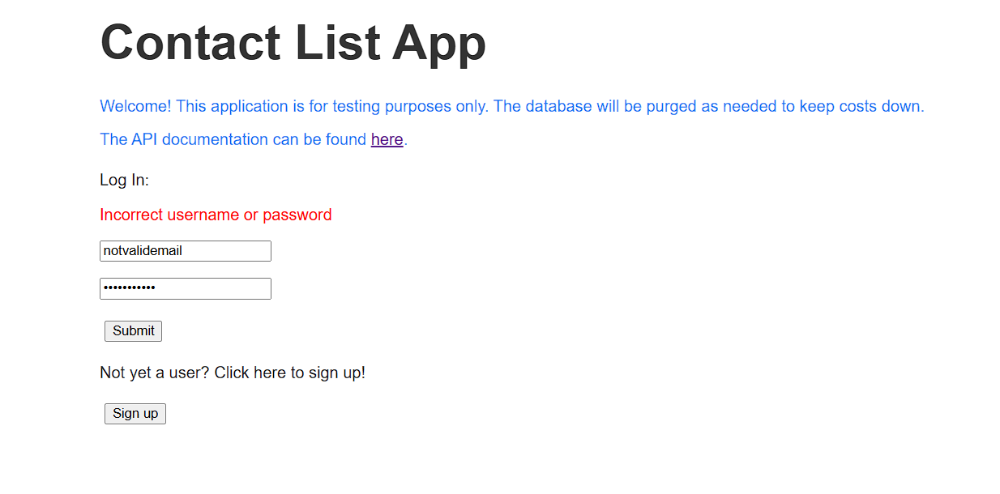 Contact List App
Welcome! This application is for testing purposes only. The database will be purged as needed to keep costs down.
The API documentation can be found here.
Log In:
Incorrect username or password
notvalidemail
•••••••••••
Submit
Not yet a user? Click here to sign up!
Sign up